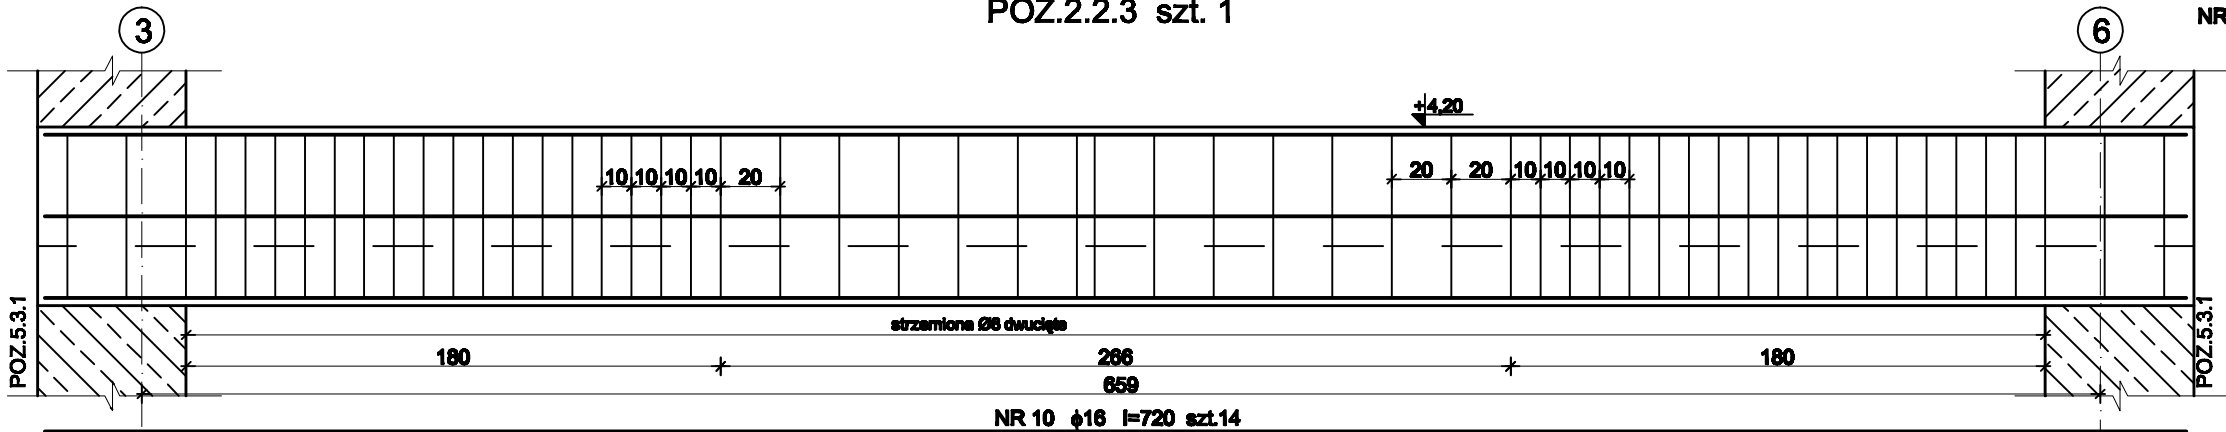 POZ.2.2.3 szt. 1
NR
3
6
+4,20
10 10 10 10 20
20 20 10 10 10 10
POZ.5.3.1
POZ.5.3.1
strzemiona Ø8 dwucięte
180 266 180
659
NR 10 ϕ16 l=720 szt.14